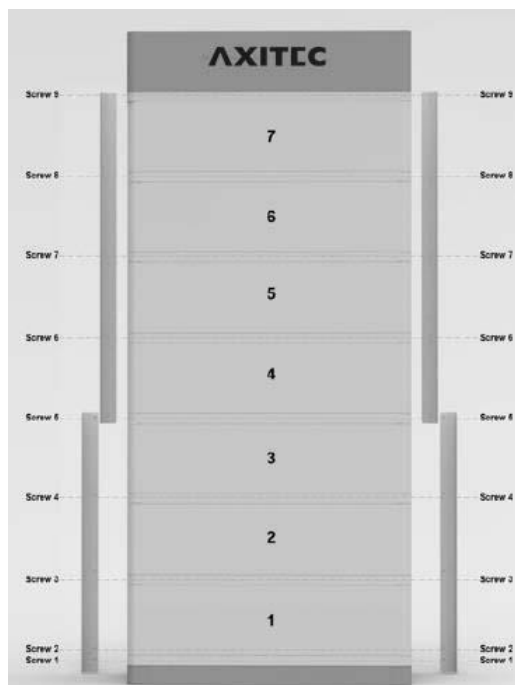 AXITEC
Screw 9 Screw 9
7
Screw 8 Screw 8
6
Screw 7 Screw 7
5
Screw 6 Screw 6
4
Screw 5 Screw 5
3
Screw 4 Screw 4
2
Screw 3 Screw 3
1
Screw 2 Screw 2
Screw 1 Screw 1